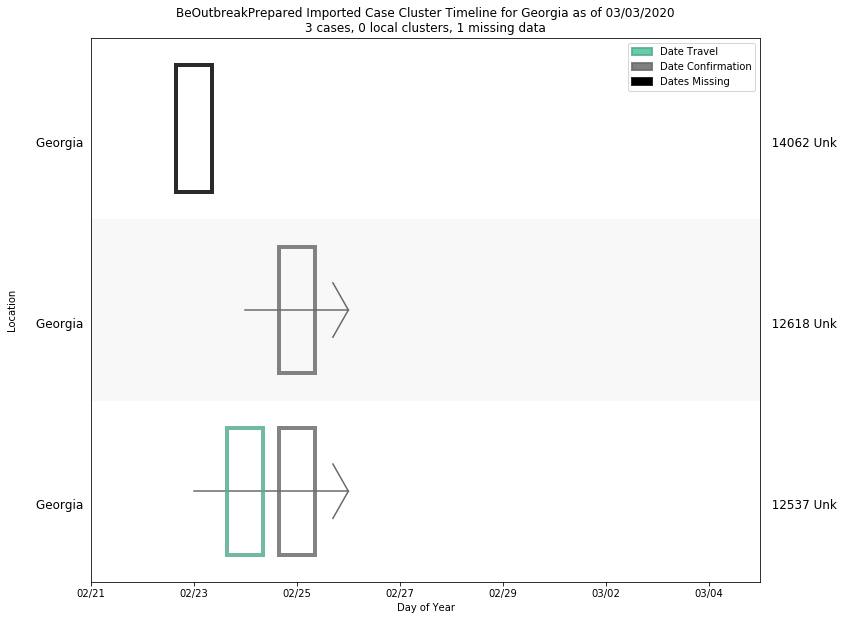 BeOutbreakPrepared Imported Case Cluster Timeline for Georgia as of 03/03/2020
3 cases, 0 local clusters, 1 missing data
Date Travel
Date Confirmation
Dates Missing
Georgia
14062 Unk
Georgia
12618 Unk
Georgia
12537 Unk
Location
02/21 02/23 02/25 02/27 02/29 03/02 03/04
Day of Year